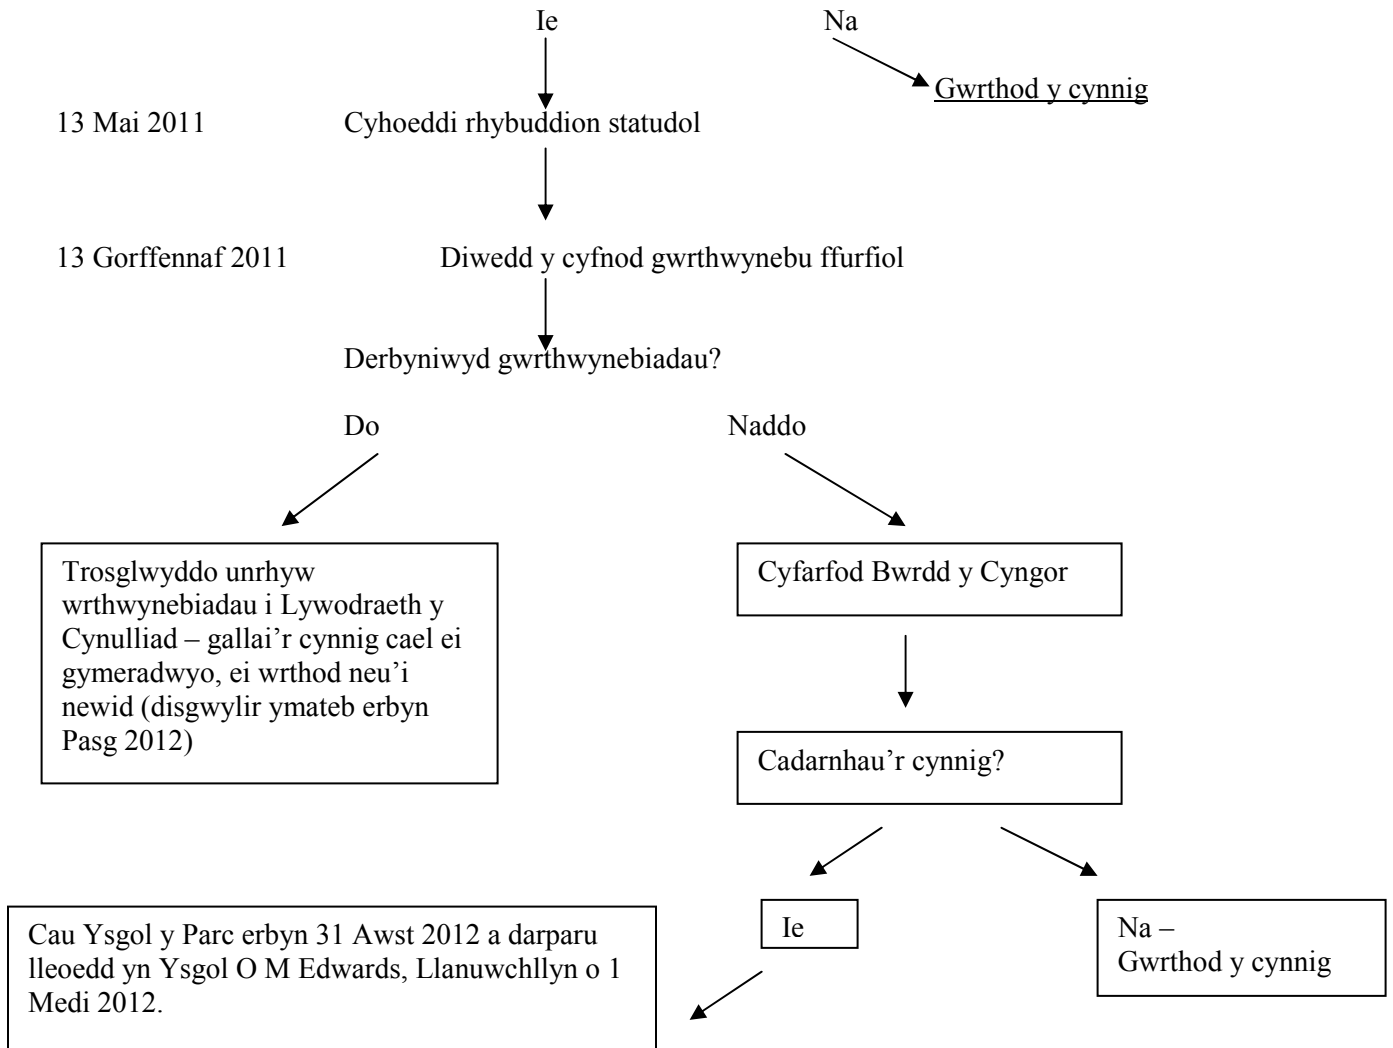 Ie
Na
Gwrthod y cynnig
13 Mai 2011
Cyhoeddi rhybuddion statudol
13 Gorffennaf 2011
Diwedd y cyfnod gwrthwynebu ffurfiol
Derbyniwyd gwrthwynebiadau?
Do
Naddo
Trosglwyddo unrhyw
wrthwynebiadau i Lywodraeth y
Cynulliad – gallai’r cynnig cael ei
gymeradwyo, ei wrthod neu’i
newid (disgwylir ymateb erbyn
Pasg 2012)
Cyfarfod Bwrdd y Cyngor
Cadarnhau’r cynnig?
Ie
Na –
Gwrthod y cynnig
Cau Ysgol y Parc erbyn 31 Awst 2012 a darparu
lleoedd yn Ysgol O M Edwards, Llanuwchllyn o 1
Medi 2012.